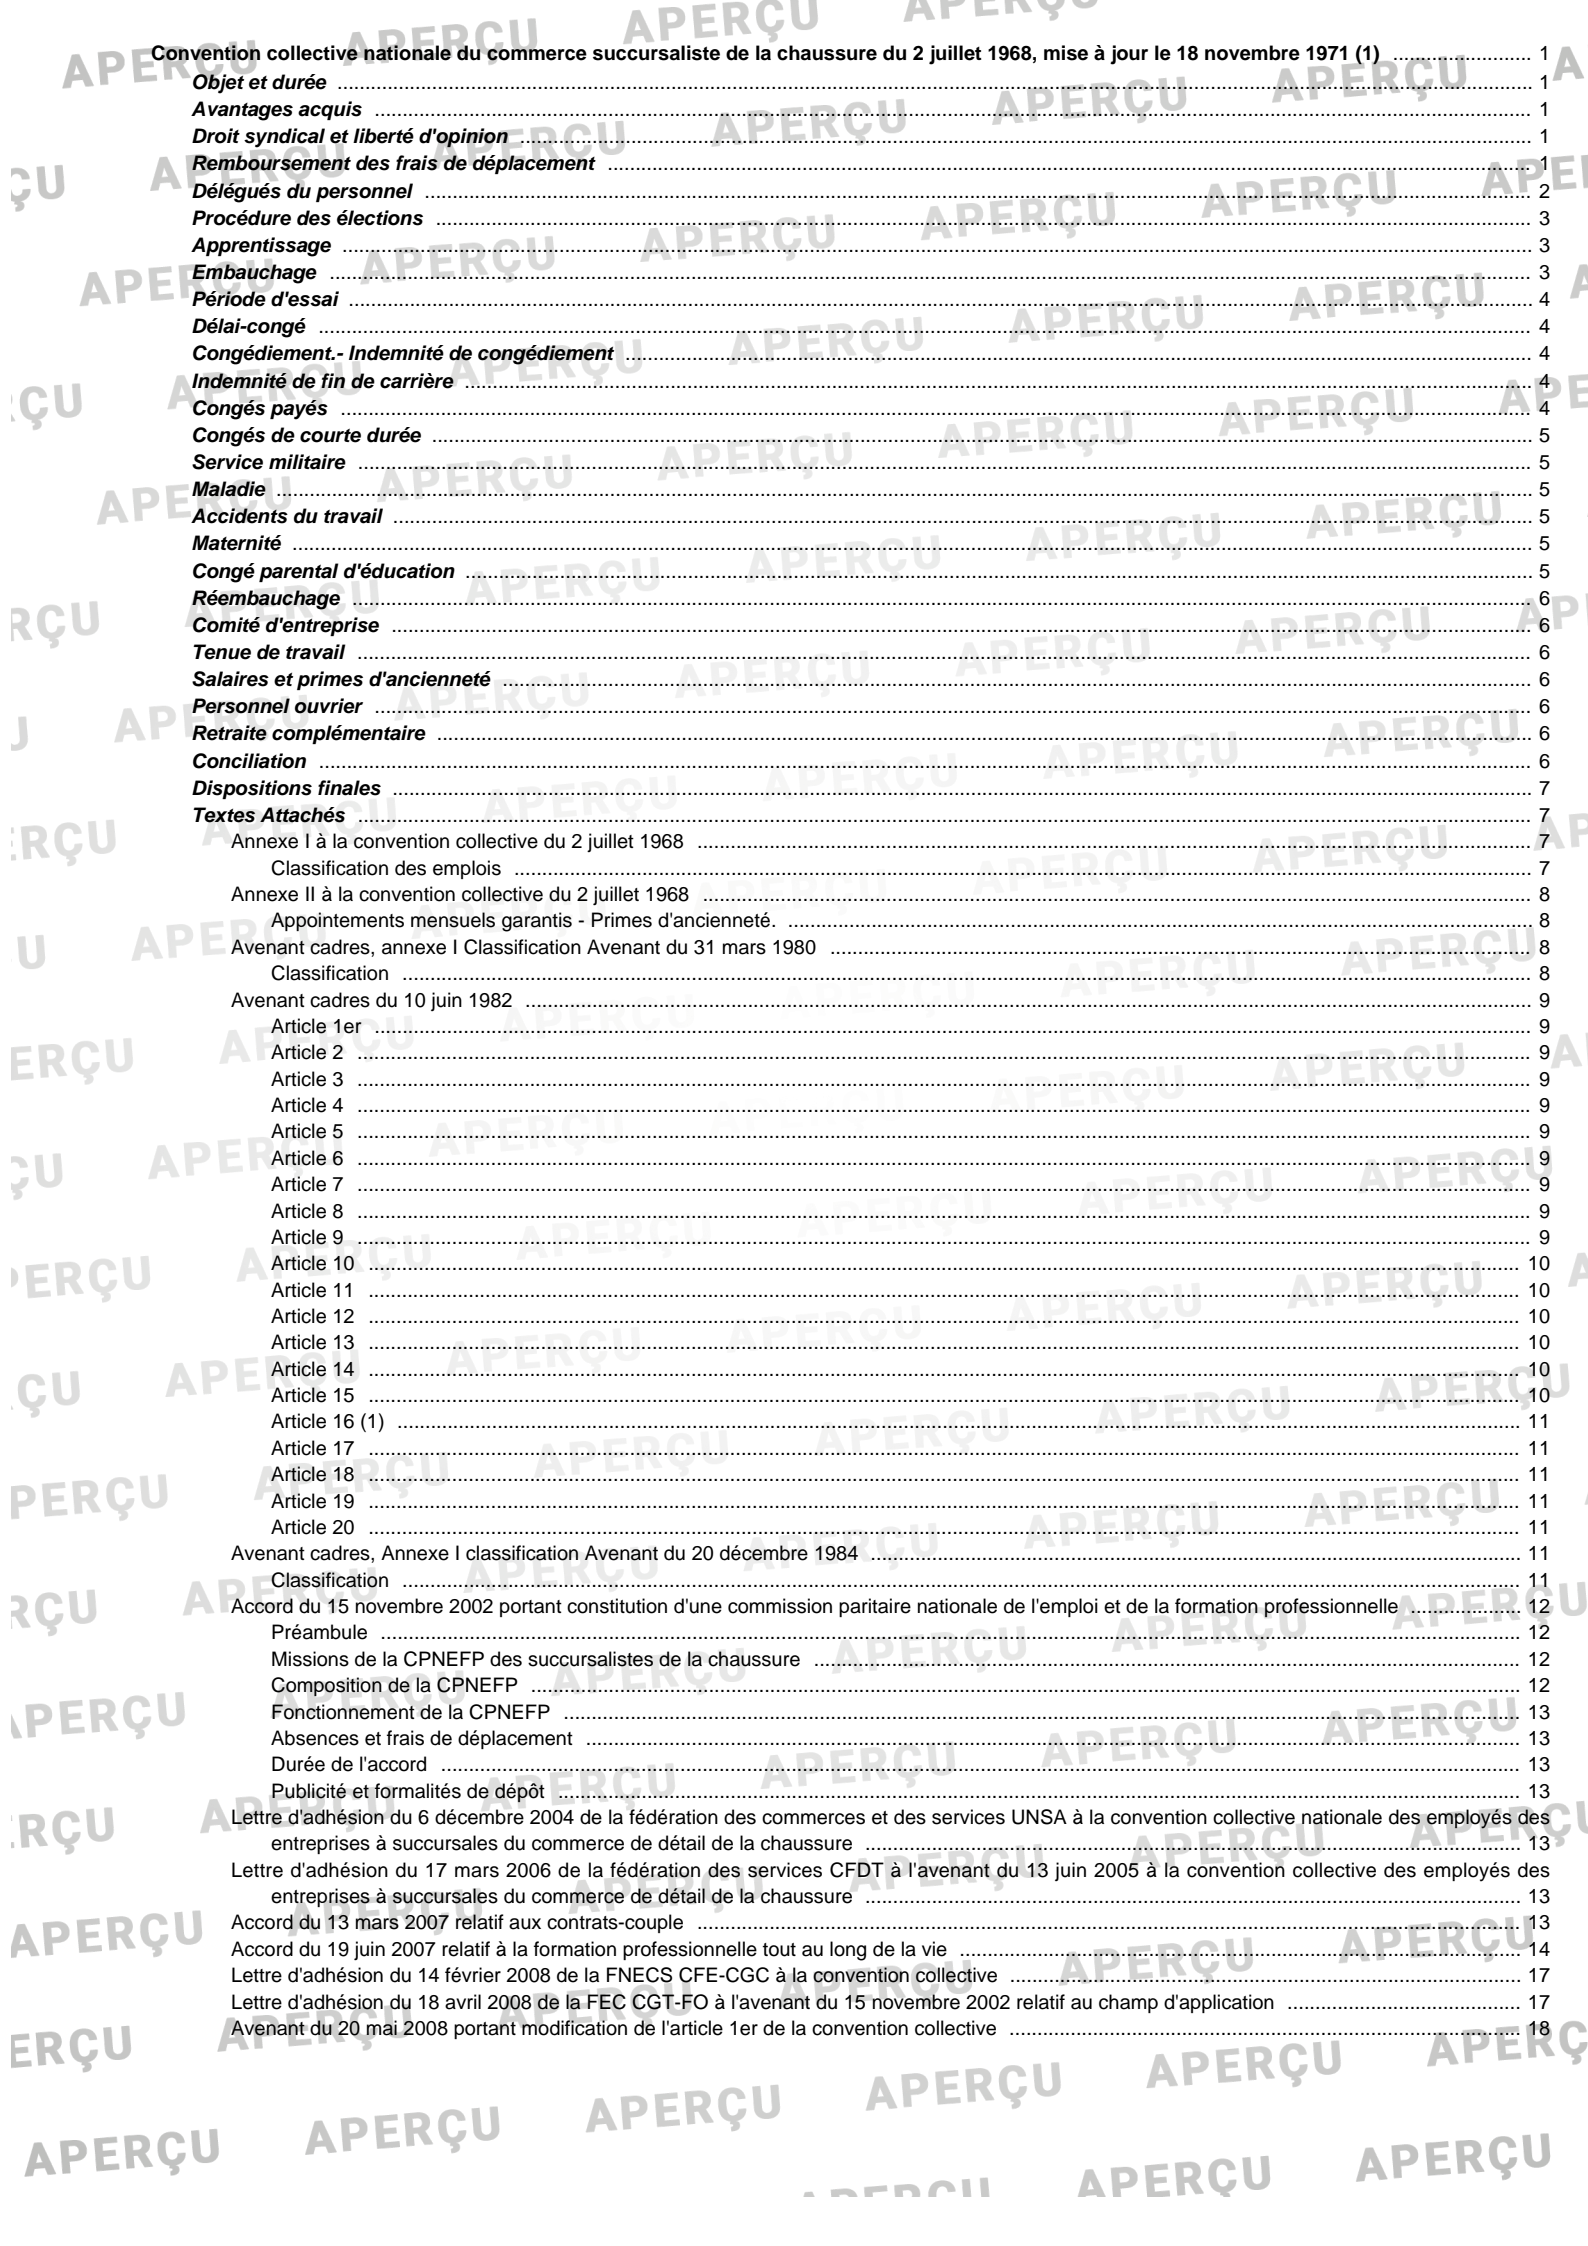 Convention collective nationale du commerce succursaliste de la chaussure du 2 juillet 1968, mise à jour le 18 novembre 1971 (1) ........................ 1
Objet et durée ........................ 1
Avantages acquis ........................ 1
Droit syndical et liberté d'opinion ........................ 1
Remboursement des frais de déplacement ........................ 1
Délégués du personnel ........................ 2
Procédure des élections ........................ 3
Apprentissage ........................ 3
Embauchage ........................ 3
Période d'essai ........................ 4
Délai-congé ........................ 4
Congédiement.- Indemnité de congédiement ........................ 4
Indemnité de fin de carrière ........................ 4
Congés payés ........................ 4
Congés de courte durée ........................ 5
Service militaire ........................ 5
Maladie ........................ 5
Accidents du travail ........................ 5
Maternité ........................ 5
Congé parental d'éducation ........................ 5
Réembauchage ........................ 6
Comité d'entreprise ........................ 6
Tenue de travail ........................ 6
Salaires et primes d'ancienneté ........................ 6
Personnel ouvrier ........................ 6
Retraite complémentaire ........................ 6
Conciliation ........................ 6
Dispositions finales ........................ 7
Textes Attachés ........................ 7
Annexe I à la convention collective du 2 juillet 1968 ........................ 7
Classification des emplois ........................ 7
Annexe II à la convention collective du 2 juillet 1968 ........................ 8
Appointements mensuels garantis - Primes d'ancienneté. ........................ 8
Avenant cadres, annexe I Classification Avenant du 31 mars 1980 ........................ 8
Classification ........................ 8
Avenant cadres du 10 juin 1982 ........................ 9
Article 1er ........................ 9
Article 2 ........................ 9
Article 3 ........................ 9
Article 4 ........................ 9
Article 5 ........................ 9
Article 6 ........................ 9
Article 7 ........................ 9
Article 8 ........................ 9
Article 9 ........................ 9
Article 10 ........................ 10
Article 11 ........................ 10
Article 12 ........................ 10
Article 13 ........................ 10
Article 14 ........................ 10
Article 15 ........................ 10
Article 16 (1) ........................ 11
Article 17 ........................ 11
Article 18 ........................ 11
Article 19 ........................ 11
Article 20 ........................ 11
Avenant cadres, Annexe I classification Avenant du 20 décembre 1984 ........................ 11
Classification ........................ 11
Accord du 15 novembre 2002 portant constitution d'une commission paritaire nationale de l'emploi et de la formation professionnelle ........................ 12
Préambule ........................ 12
Missions de la CPNEFP des succursalistes de la chaussure ........................ 12
Composition de la CPNEFP ........................ 12
Fonctionnement de la CPNEFP ........................ 13
Absences et frais de déplacement ........................ 13
Durée de l'accord ........................ 13
Publicité et formalités de dépôt ........................ 13
Lettre d'adhésion du 6 décembre 2004 de la fédération des commerces et des services UNSA à la convention collective nationale des employés des
entreprises à succursales du commerce de détail de la chaussure ........................ 13
Lettre d'adhésion du 17 mars 2006 de la fédération des services CFDT à l'avenant du 13 juin 2005 à la convention collective des employés des
entreprises à succursales du commerce de détail de la chaussure ........................ 13
Accord du 13 mars 2007 relatif aux contrats-couple ........................ 13
Accord du 19 juin 2007 relatif à la formation professionnelle tout au long de la vie ........................ 14
Lettre d'adhésion du 14 février 2008 de la FNECS CFE-CGC à la convention collective ........................ 17
Lettre d'adhésion du 18 avril 2008 de la FEC CGT-FO à l'avenant du 15 novembre 2002 relatif au champ d'application ........................ 17
Avenant du 20 mai 2008 portant modification de l'article 1er de la convention collective ........................ 18
APERÇU